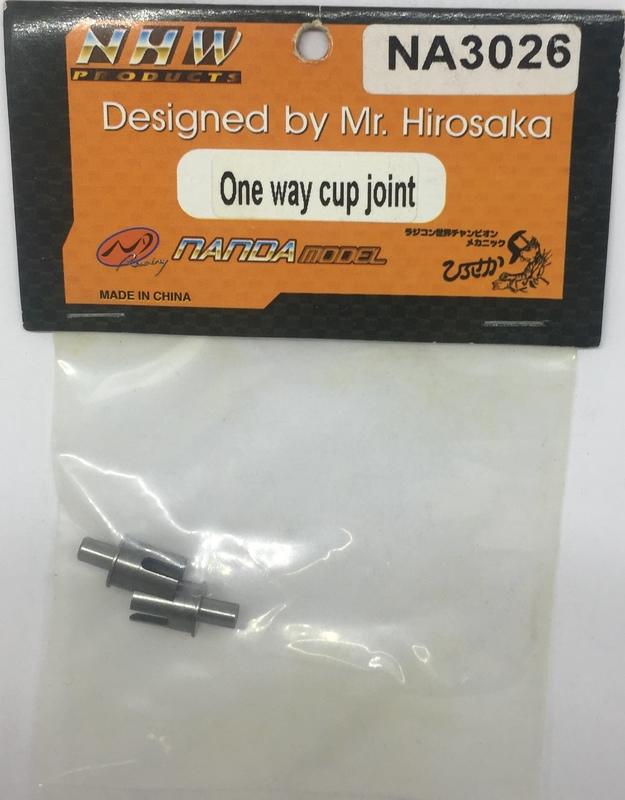 NHW
PRODUCTS
NA3026
Designed by Mr. Hirosaka
One way cup joint
Racing
NANDA MODEL
ラジコン世界チャンピオン
メカニック
ひろさか
MADE IN CHINA